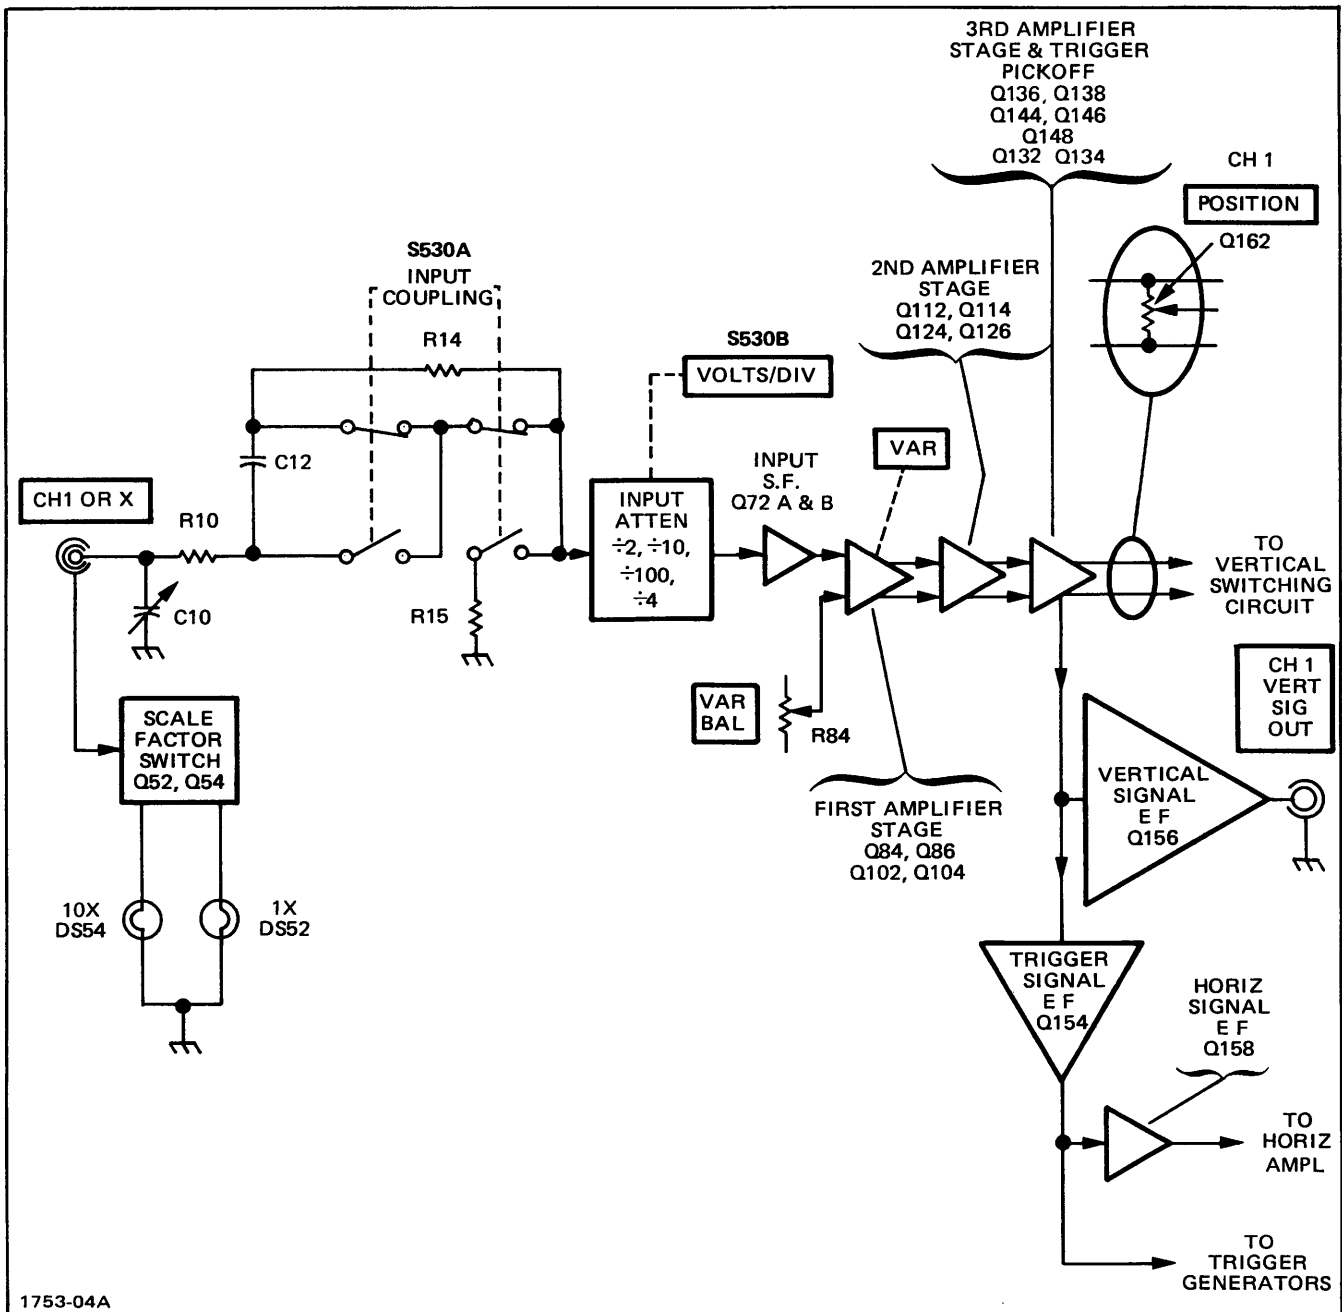 3RD AMPLIFIER
STAGE & TRIGGER
PICKOFF
Q136, Q138
Q144, Q146
Q148
Q132 Q134
CH 1
POSITION
Q162
S530A
INPUT
COUPLING
2ND AMPLIFIER
STAGE
Q112, Q114
Q124, Q126
R14
S530B
VOLTS/DIV
C12
VAR
INPUT
S.F.
Q72 A & B
CH1 OR X
R10
INPUT
ATTEN
÷2, ÷10,
÷100,
÷4
TO
VERTICAL
SWITCHING
CIRCUIT
C10
R15
VAR
BAL
R84
CH 1
VERT
SIG
OUT
SCALE
FACTOR
SWITCH
Q52, Q54
VERTICAL
SIGNAL
E F
Q156
FIRST AMPLIFIER
STAGE
Q84, Q86
Q102, Q104
10X
DS54
1X
DS52
TRIGGER
SIGNAL
E F
Q154
HORIZ
SIGNAL
E F
Q158
TO
HORIZ
AMPL
TO
TRIGGER
GENERATORS
1753-04A